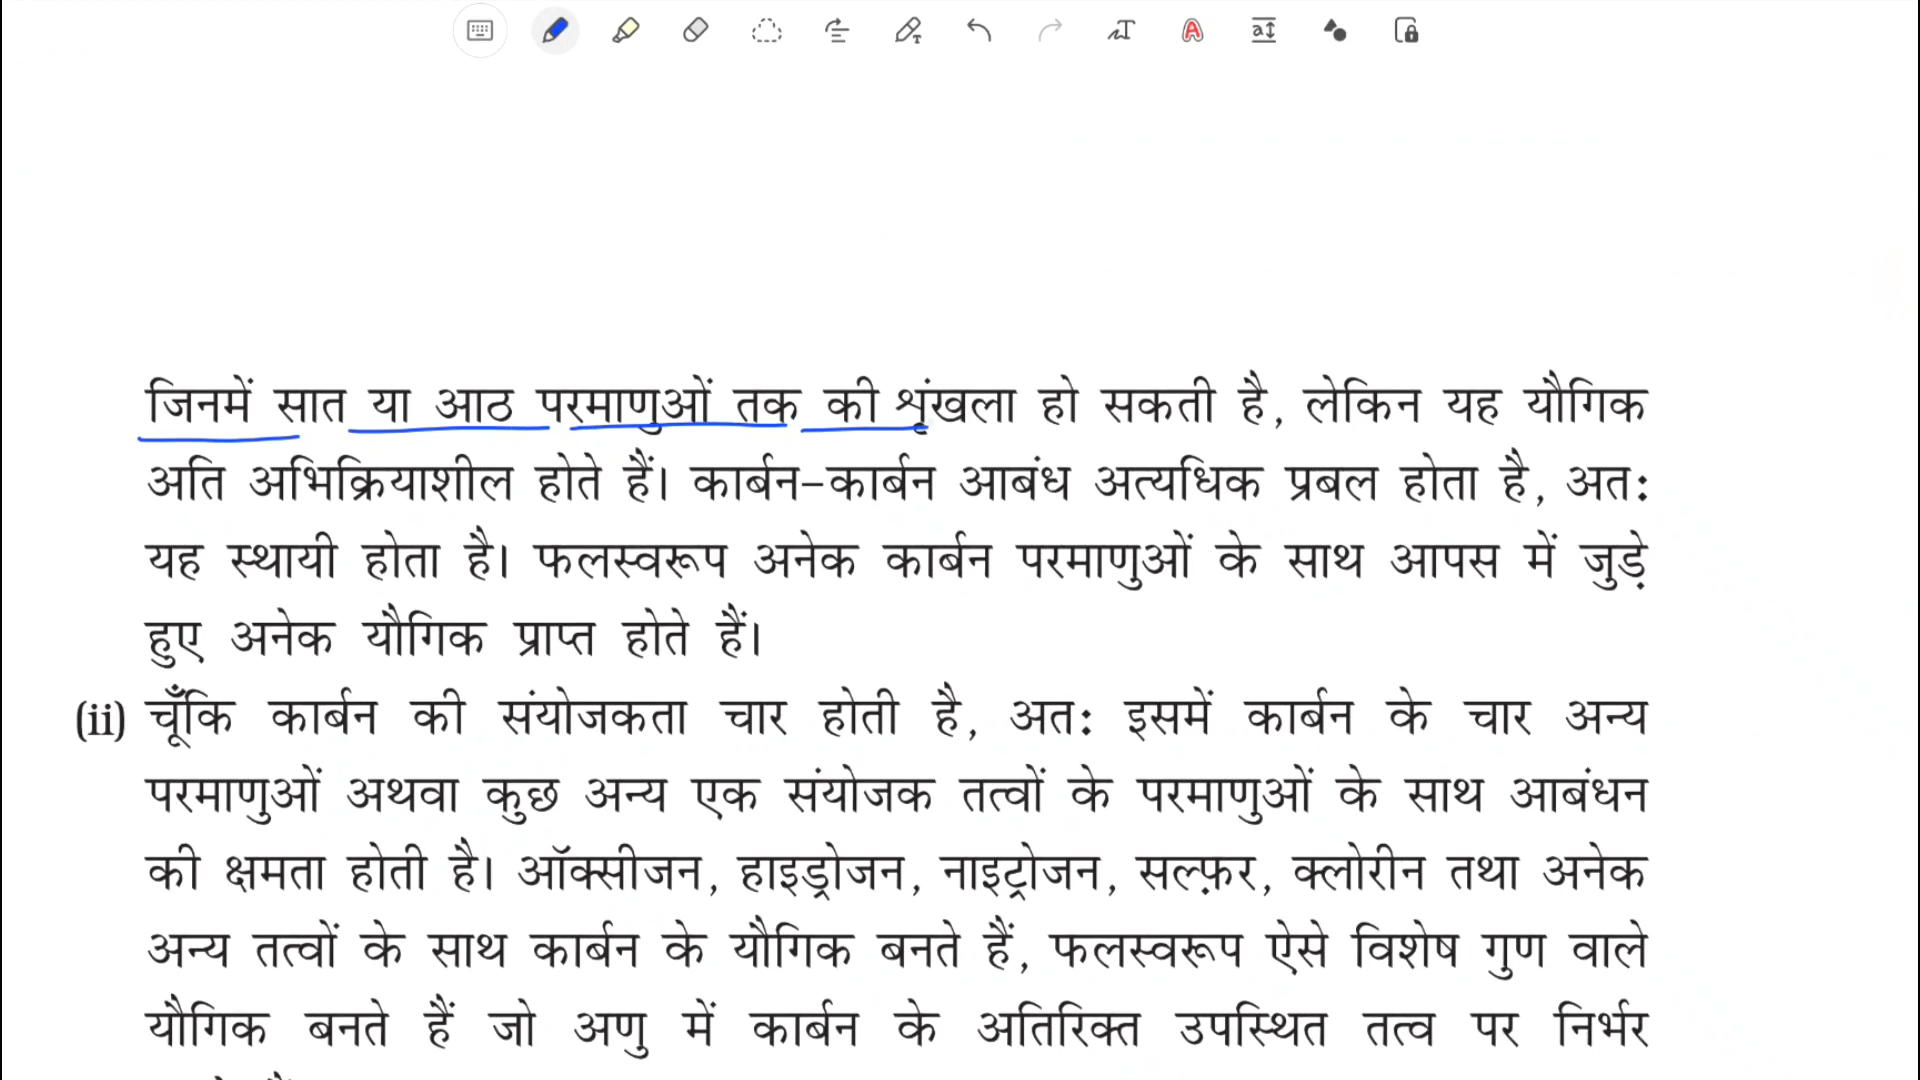 जिनमें सात या आठ परमाणुओं तक की शृंखला हो सकती है, लेकिन यह यौगिक
अति अभिक्रियाशील होते हैं। कार्बन–कार्बन आबंध अत्यधिक प्रबल होता है, अतः
यह स्थायी होता है। फलस्वरूप अनेक कार्बन परमाणुओं के साथ आपस में जुड़े
हुए अनेक यौगिक प्राप्त होते हैं।
(ii) चूँकि कार्बन की संयोजकता चार होती है, अतः इसमें कार्बन के चार अन्य
परमाणुओं अथवा कुछ अन्य एक संयोजक तत्वों के परमाणुओं के साथ आबंधन
की क्षमता होती है। ऑक्सीजन, हाइड्रोजन, नाइट्रोजन, सल्फ़र, क्लोरीन तथा अनेक
अन्य तत्वों के साथ कार्बन के यौगिक बनते हैं, फलस्वरूप ऐसे विशेष गुण वाले
यौगिक बनते हैं जो अणु में कार्बन के अतिरिक्त उपस्थित तत्व पर निर्भर